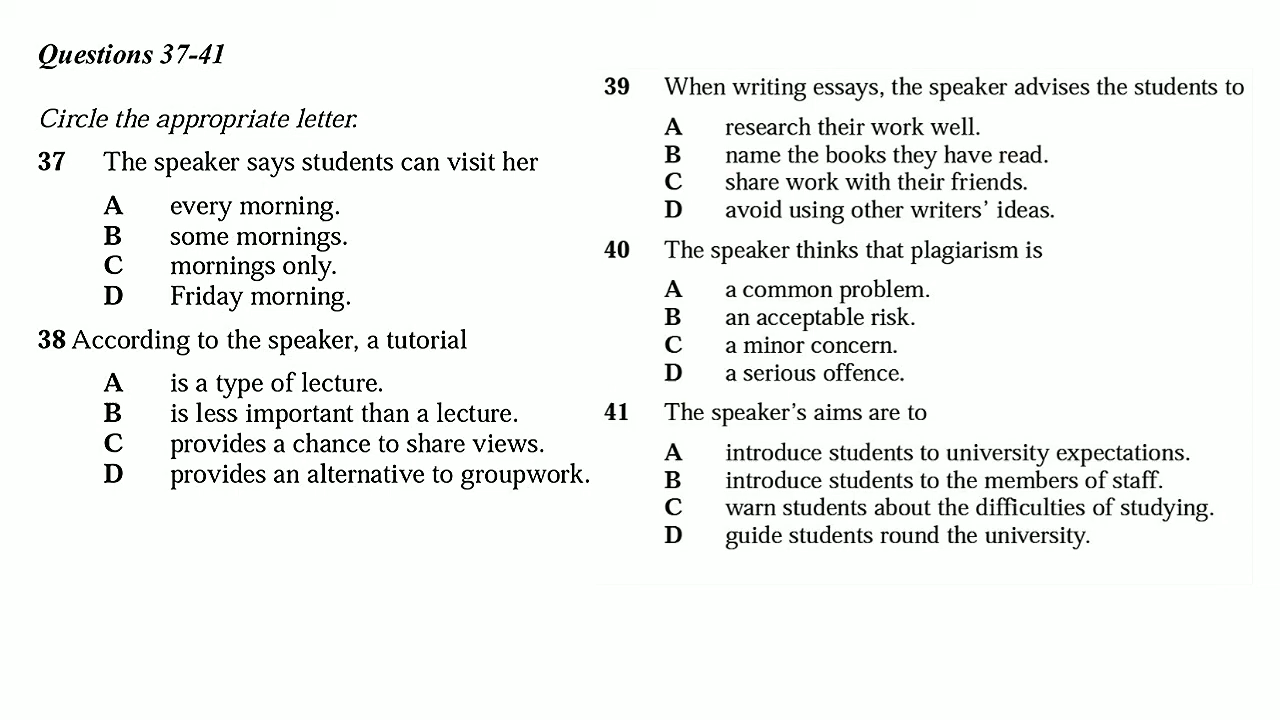 Questions 37-41
Circle the appropriate letter.
37 The speaker says students can visit her
A every morning.
B some mornings.
C mornings only.
D Friday morning.
38 According to the speaker, a tutorial
A is a type of lecture.
B is less important than a lecture.
C provides a chance to share views.
D provides an alternative to groupwork.
39 When writing essays, the speaker advises the students to
A research their work well.
B name the books they have read.
C share work with their friends.
D avoid using other writers' ideas.
40 The speaker thinks that plagiarism is
A a common problem.
B an acceptable risk.
C a minor concern.
D a serious offence.
41 The speaker's aims are to
A introduce students to university expectations.
B introduce students to the members of staff.
C warn students about the difficulties of studying.
D guide students round the university.